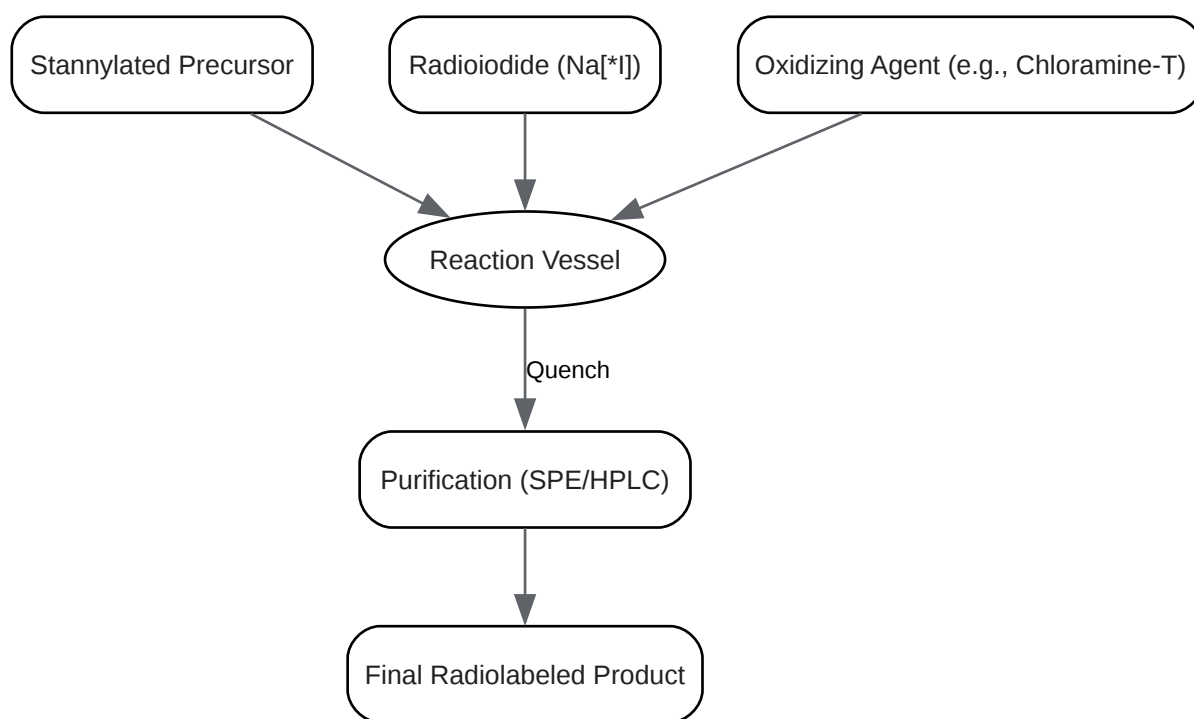 Stannylated Precursor
Radioiodide (Na[*I])
Oxidizing Agent (e.g., Chloramine-T)
Reaction Vessel
Quench
Purification (SPE/HPLC)
Final Radiolabeled Product